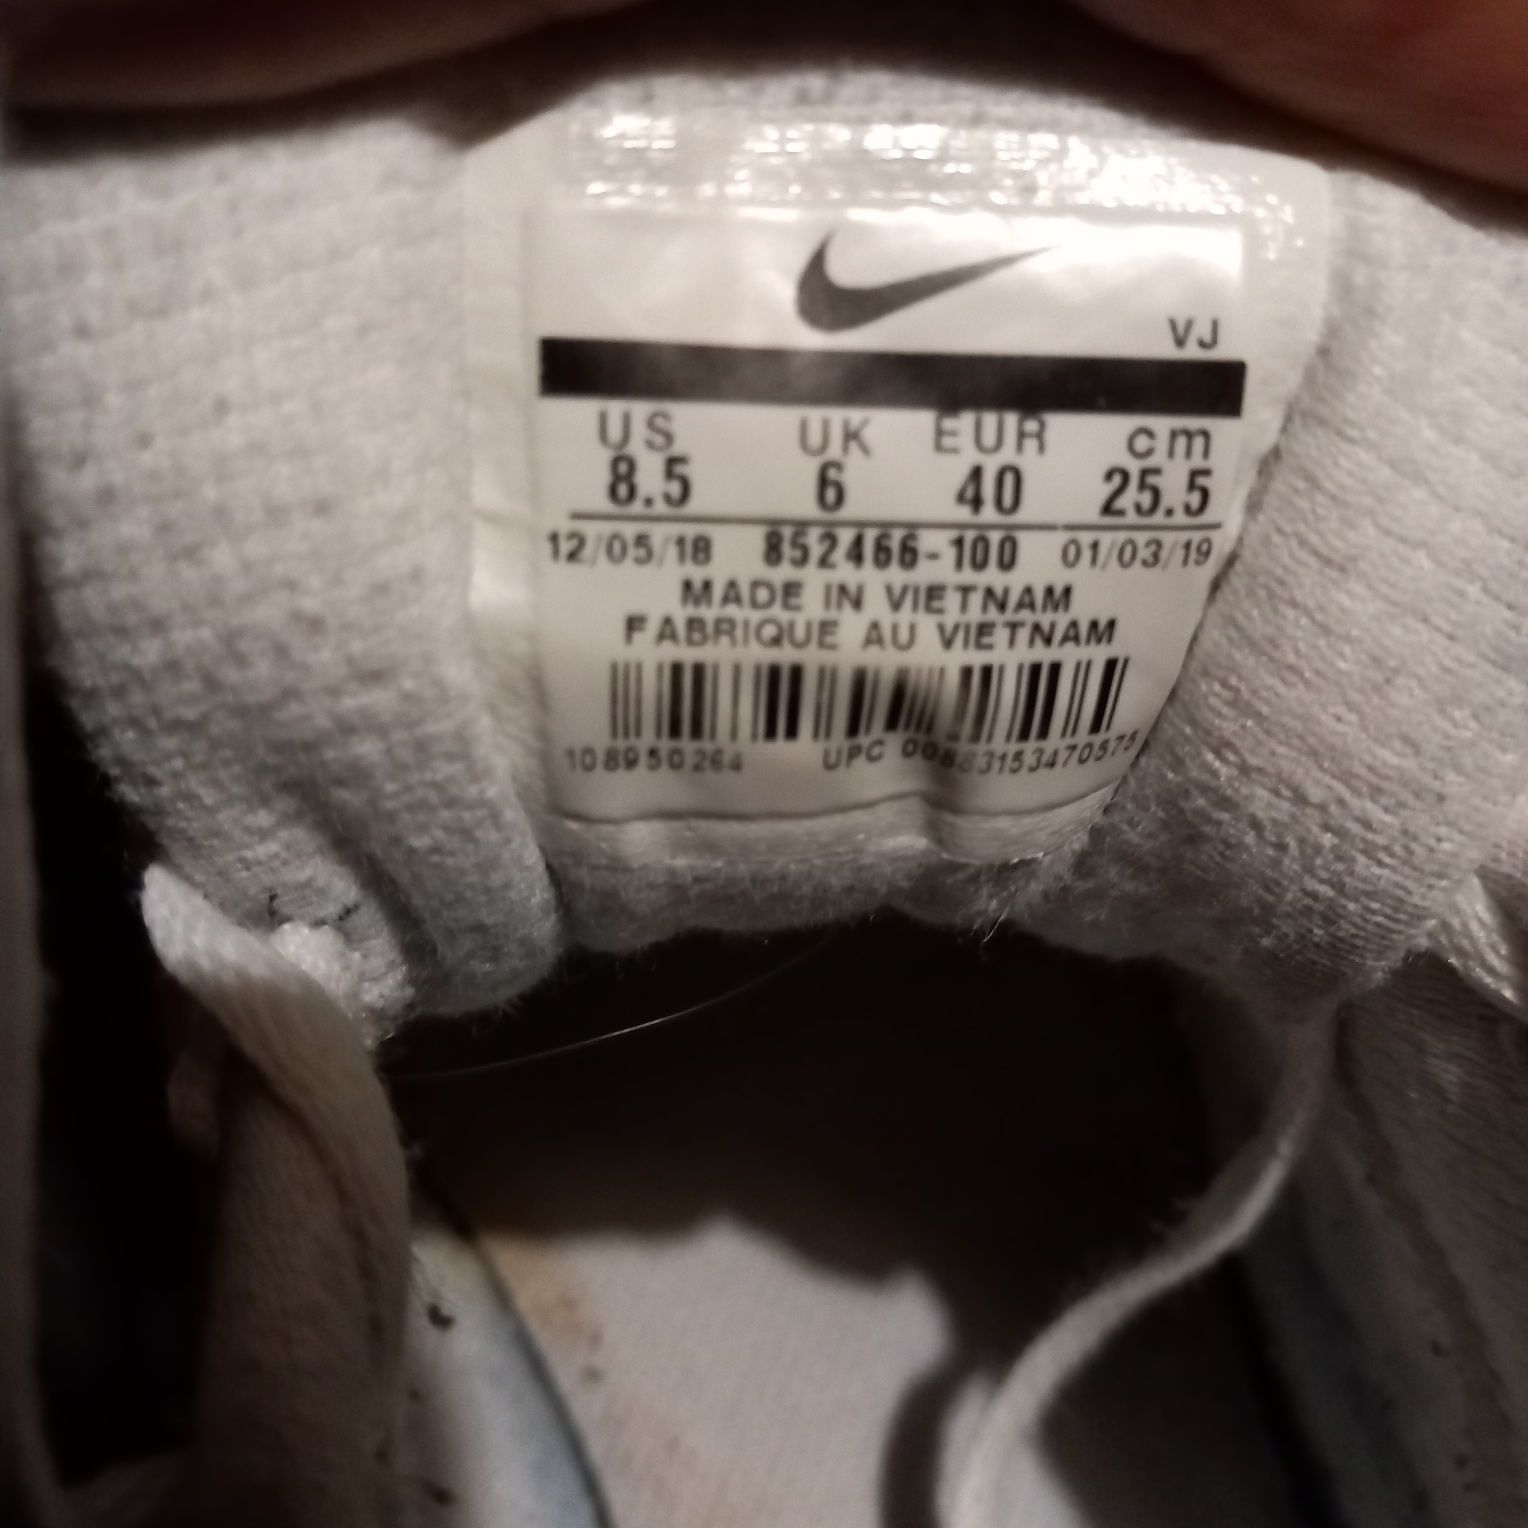 VJ
US UK EUR cm
8.5 6 40 25.5
12/05/18 852466-100 01/03/19
MADE IN VIETNAM
FABRIQUE AU VIETNAM
108950264 UPC 00883153470575